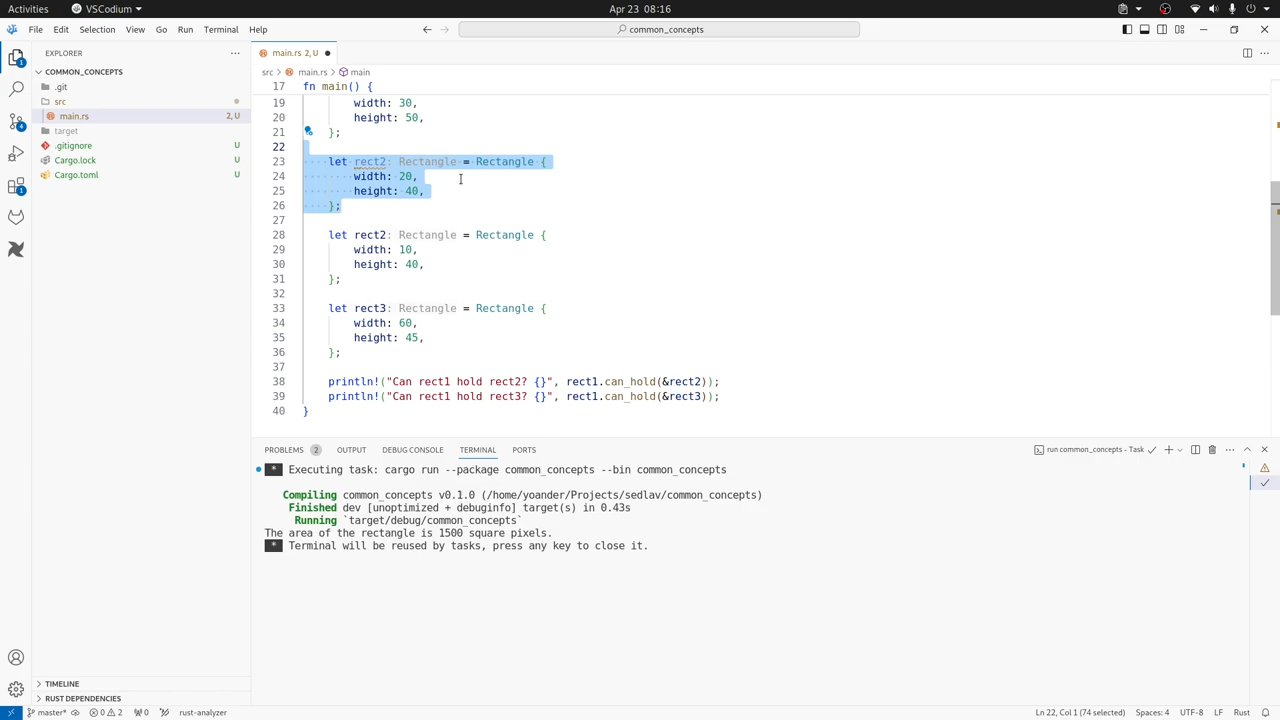 Activities VSCodium Apr 23 08:16
File Edit Selection View Go Run Terminal Help common_concepts
EXPLORER
COMMON_CONCEPTS
.git
src
main.rs 2, U
target
.gitignore U
Cargo.lock U
Cargo.toml U
TIMELINE
RUST DEPENDENCIES
1
4
1
main.rs 2, U
src > main.rs > main
17 fn main() {
19 width: 30,
20 height: 50,
21 };
22
23 let rect2: Rectangle = Rectangle {
24 width: 20,
25 height: 40,
26 };
27
28 let rect2: Rectangle = Rectangle {
29 width: 10,
30 height: 40,
31 };
32
33 let rect3: Rectangle = Rectangle {
34 width: 60,
35 height: 45,
36 };
37
38 println!("Can rect1 hold rect2? {}", rect1.can_hold(&rect2));
39 println!("Can rect1 hold rect3? {}", rect1.can_hold(&rect3));
40 }
PROBLEMS 2 OUTPUT DEBUG CONSOLE TERMINAL PORTS run common_concepts - Task
* Executing task: cargo run --package common_concepts --bin common_concepts
Compiling common_concepts v0.1.0 (/home/yoander/Projects/sedlav/common_concepts)
Finished dev [unoptimized + debuginfo] target(s) in 0.43s
Running `target/debug/common_concepts`
The area of the rectangle is 1500 square pixels.
* Terminal will be reused by tasks, press any key to close it.
master* 0 2 0 rust-analyzer Ln 22, Col 1 (74 selected) Spaces: 4 UTF-8 LF Rust